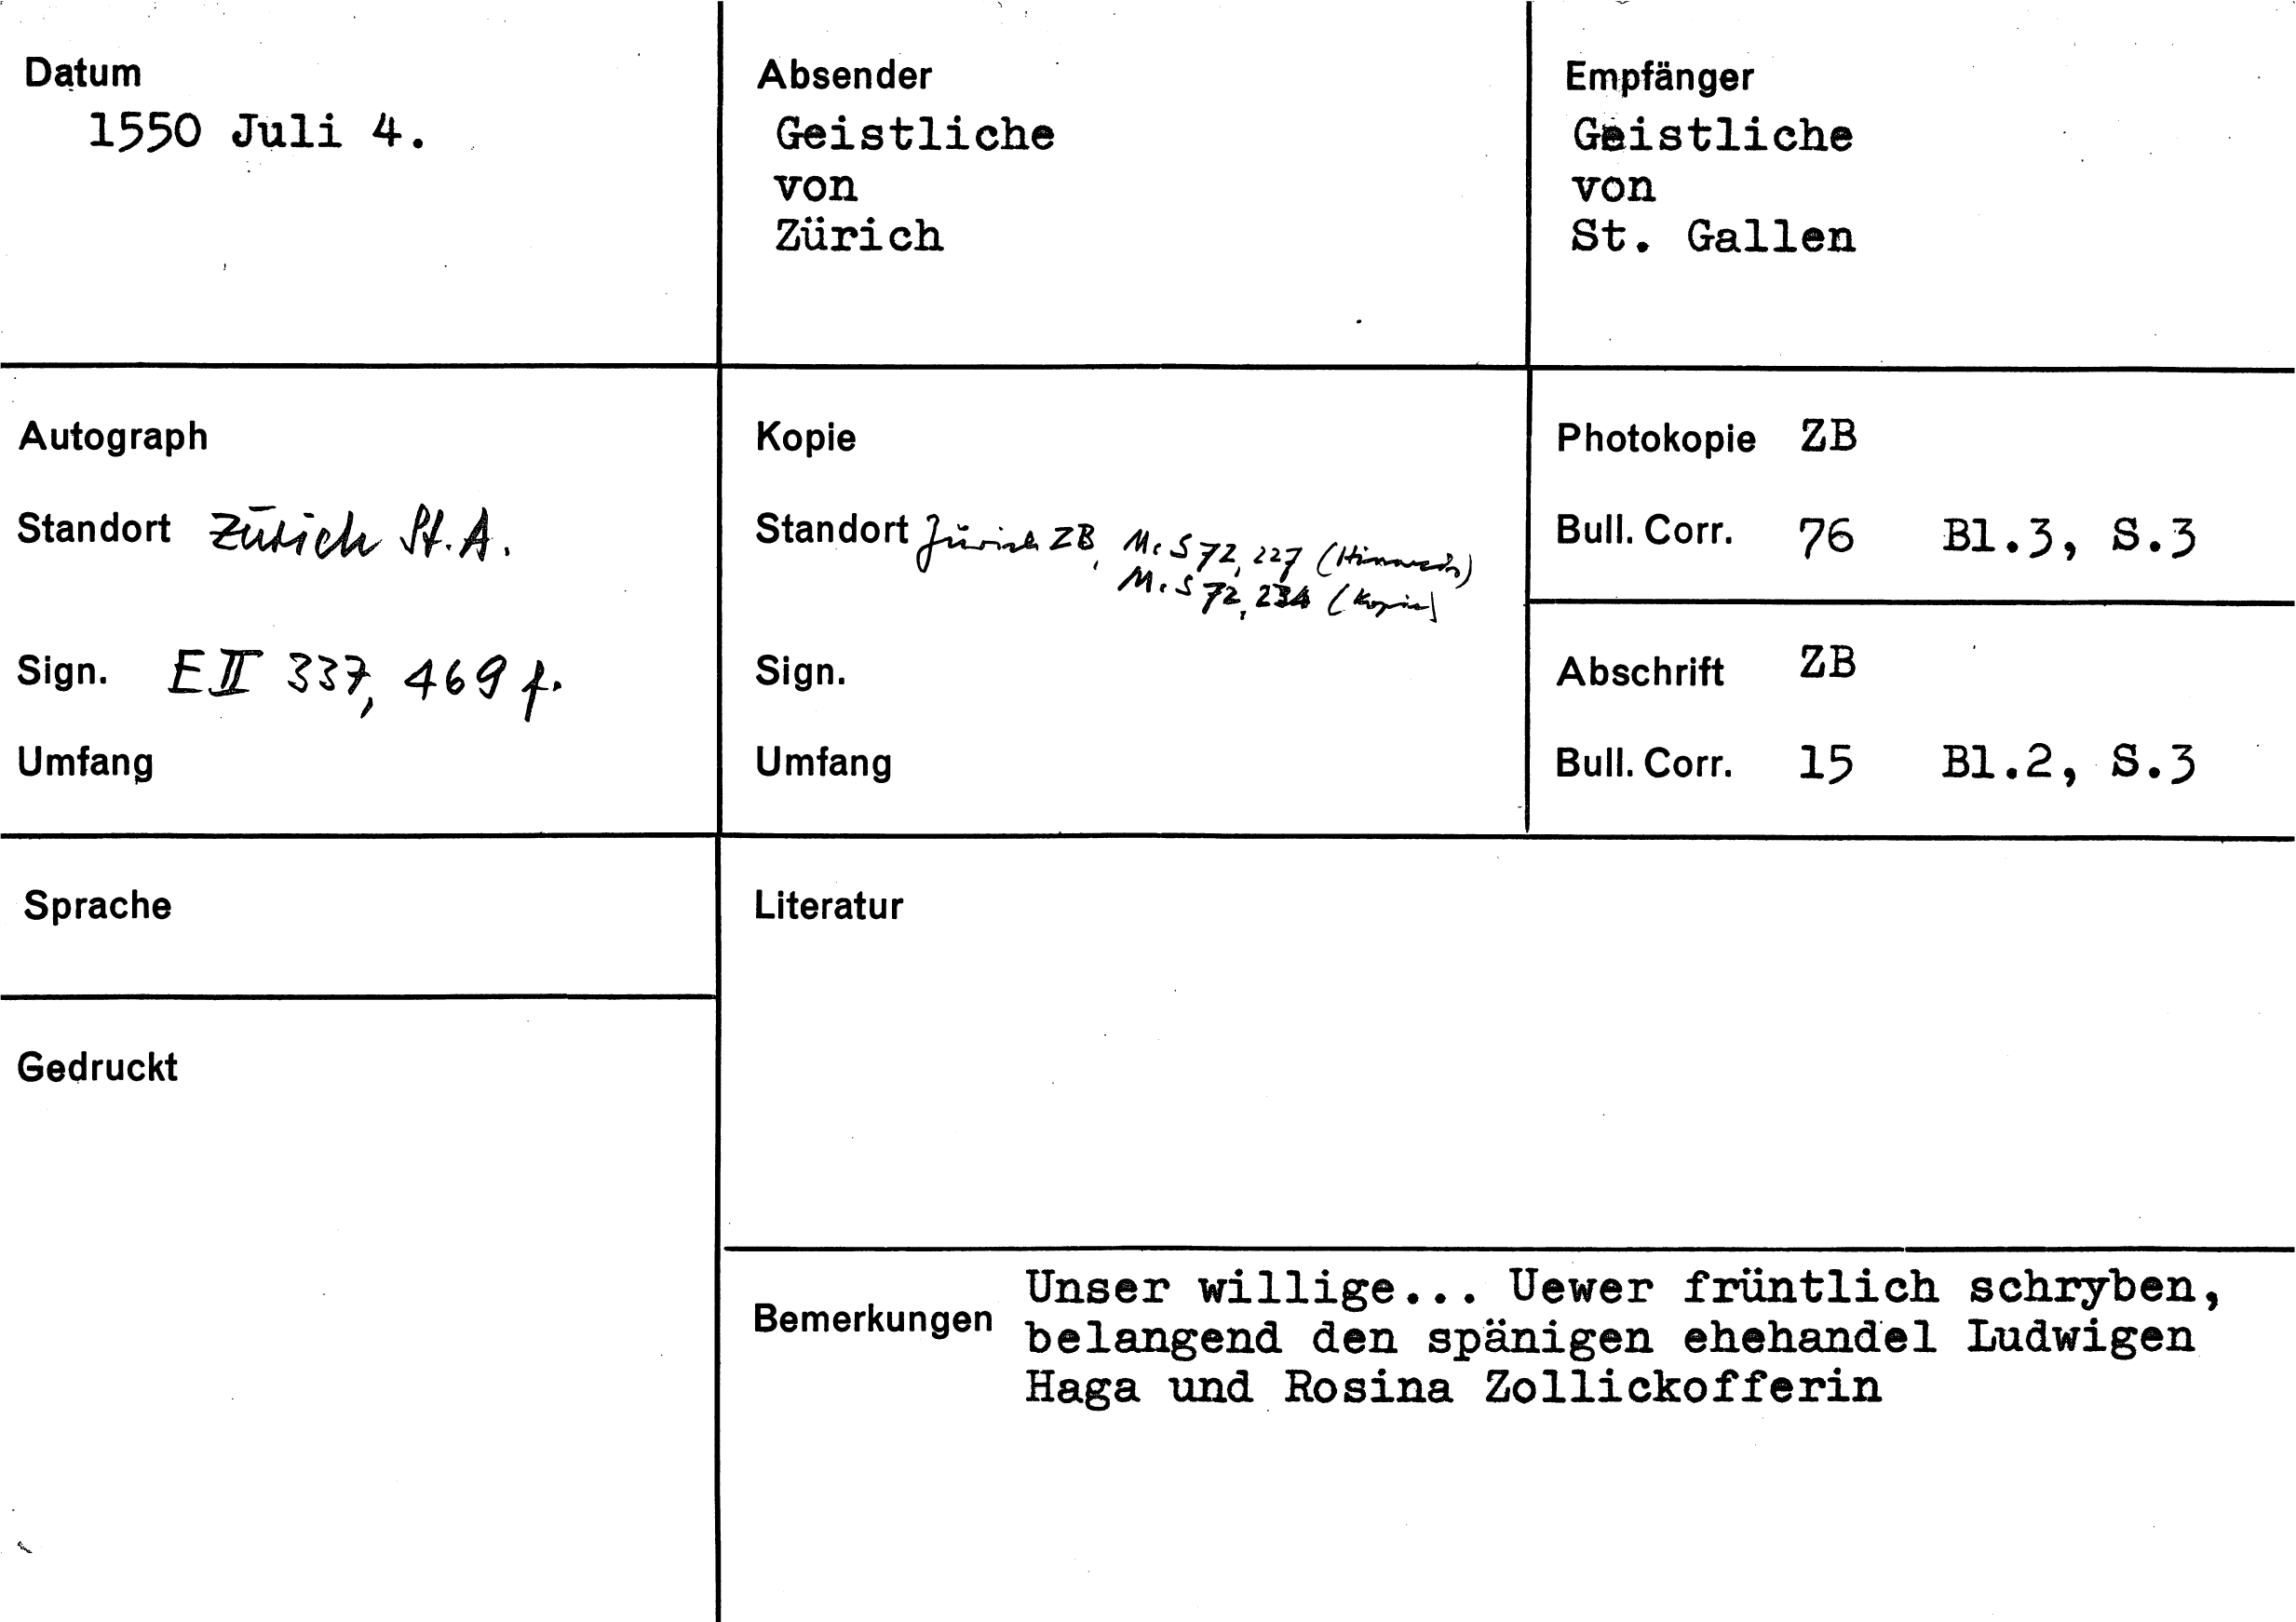 Datum
1550 Juli 4.
Absender
Geistliche
von
Zürich
Empfänger
Geistliche
von
St. Gallen
Autograph
Standort Zürich St. A.
Sign. E II 337, 469 f.
Umfang
Kopie
Standort Zürich ZB, Ms S 72, 227 (Hinweis)
Ms S 72, 234 (Kopie)
Sign.
Umfang
Photokopie ZB
Bull. Corr. 76 Bl.3, S.3
Abschrift ZB
Bull. Corr. 15 Bl.2, S.3
Sprache
Literatur
Gedruckt
Bemerkungen
Unser willige... Uewer früntlich schryben,
belangend den spänigen ehehandel Ludwigen
Haga und Rosina Zollickofferin